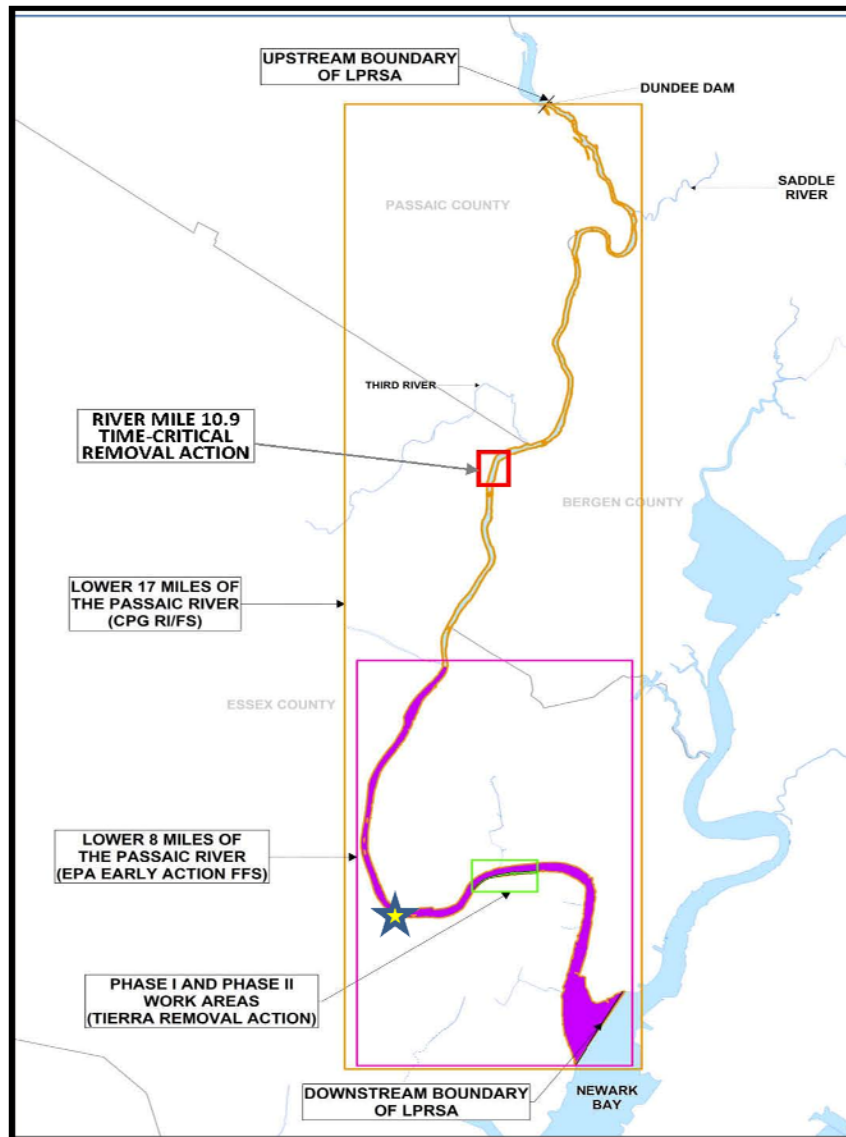 UPSTREAM BOUNDARY
OF LPRSA
DUNDEE DAM
SADDLE
RIVER
PASSAIC COUNTY
THIRD RIVER
RIVER MILE 10.9
TIME-CRITICAL
REMOVAL ACTION
BERGEN COUNTY
LOWER 17 MILES OF
THE PASSAIC RIVER
(CPG RI/FS)
ESSEX COUNTY
LOWER 8 MILES OF
THE PASSAIC RIVER
(EPA EARLY ACTION FFS)
PHASE I AND PHASE II
WORK AREAS
(TIERRA REMOVAL ACTION)
DOWNSTREAM BOUNDARY
OF LPRSA
NEWARK
BAY